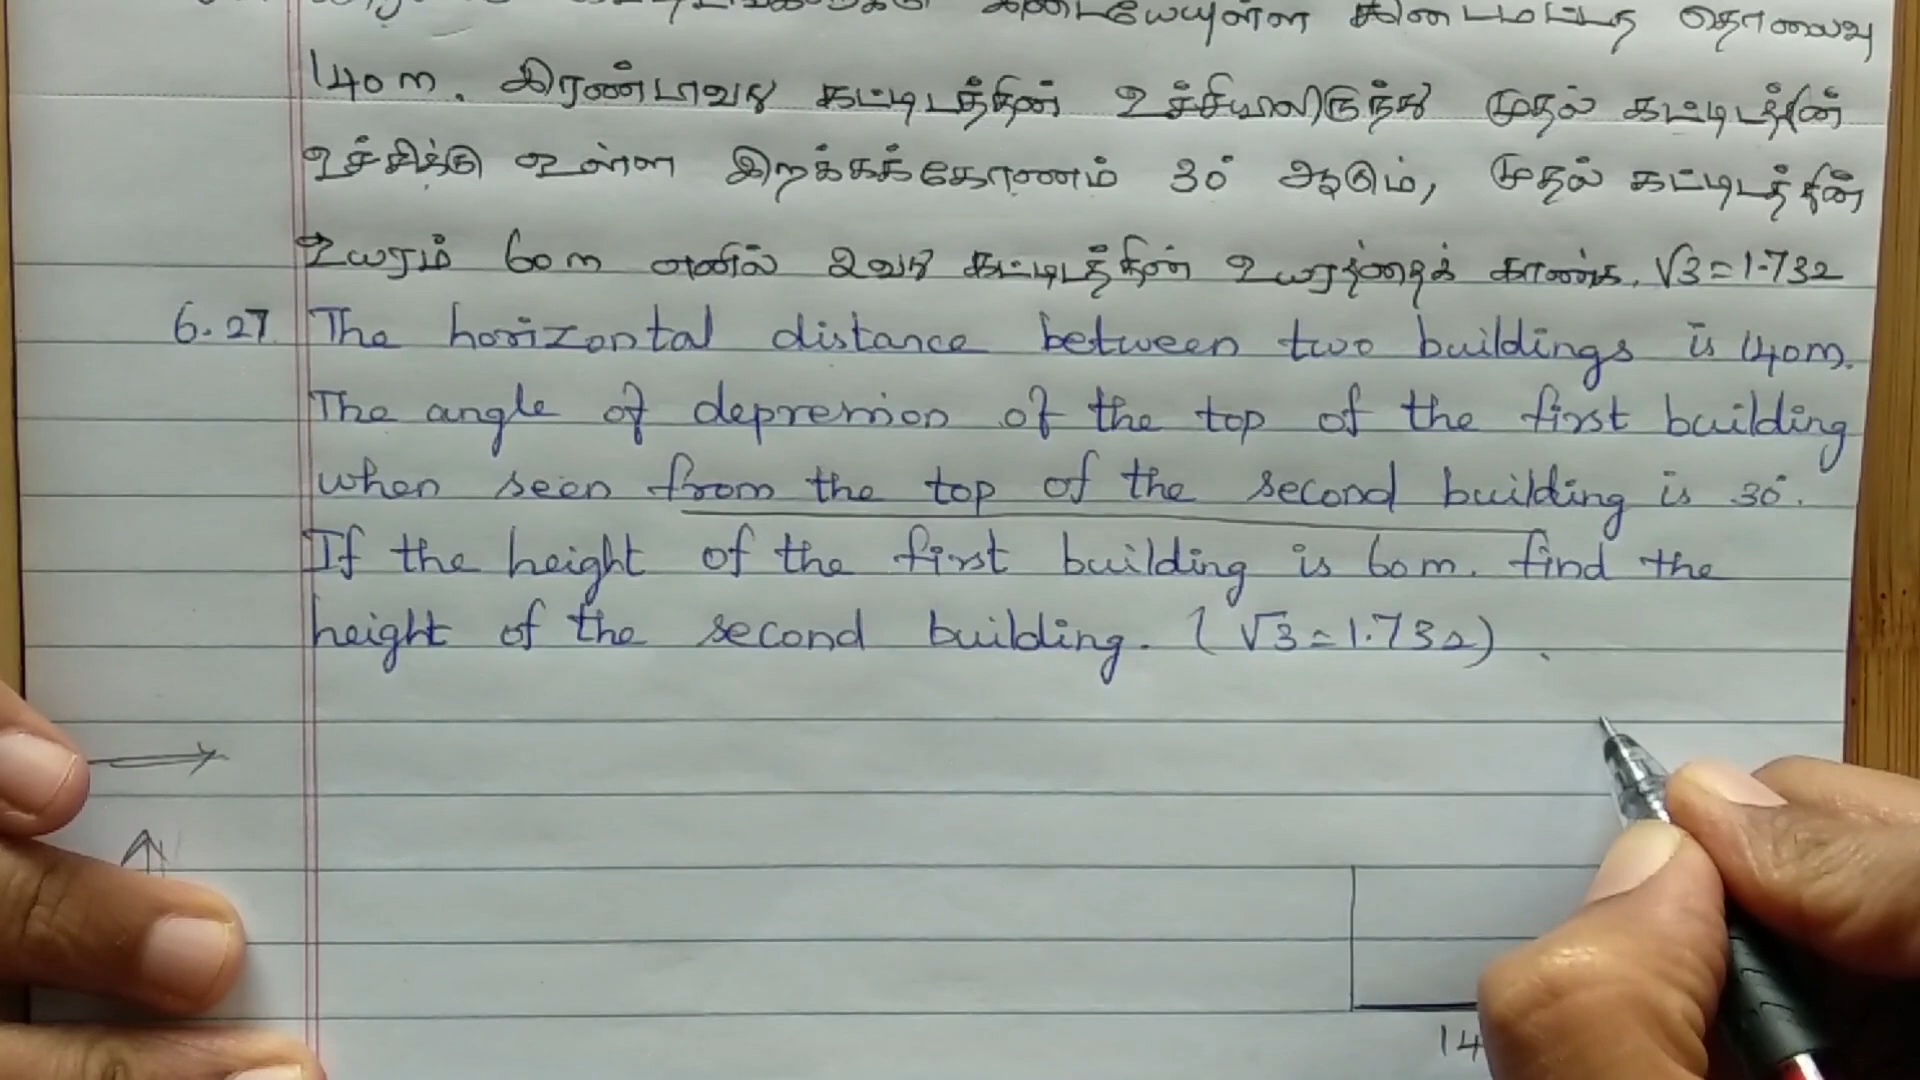 தொலைவு
140 m. இரண்டாவது கட்டிடத்தின் உச்சியிலிருந்து முதல் கட்டிடத்தின்
உச்சிக்கு உள்ள இறக்கக்கோணம் 30° ஆகும், முதல் கட்டிடத்தின்
உயரம் 60 m எனில் 2வது கட்டிடத்தின் உயரத்தைக் காண்க. √3 = 1.732
6.27 The horizontal distance between two buildings is 140m.
The angle of depression of the top of the first building
when seen from the top of the second building is 30°.
If the height of the first building is 60m. find the
height of the second building. (√3 = 1.732).
14